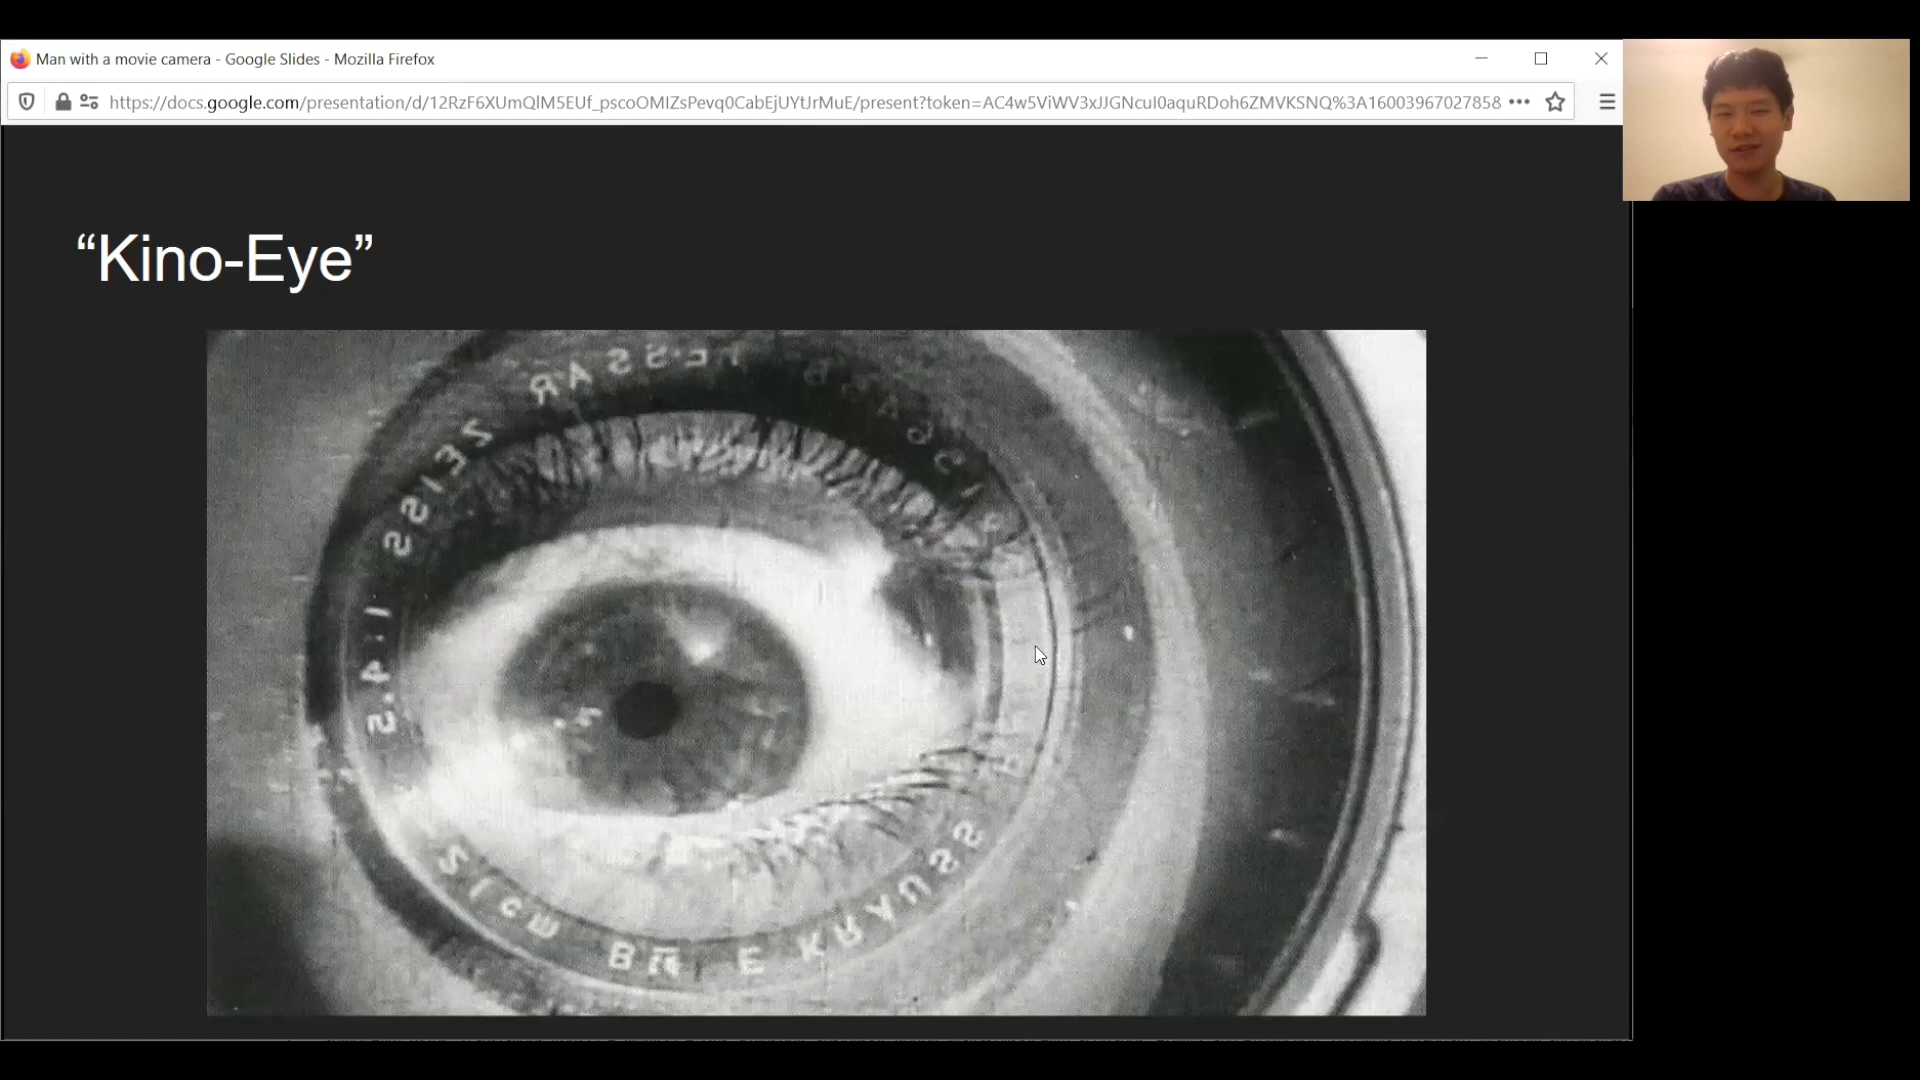 Man with a movie camera - Google Slides - Mozilla Firefox
https://docs.google.com/presentation/d/12RzF6XUmQlM5EUf_pscoOMIZsPevq0CabEjUYtJrMuE/present?token=AC4w5ViWV3xJJGNcuI0aquRDoh6ZMVKSNQ%3A16003967027858
“Kino-Eye”
ZEISS
KRAUSS